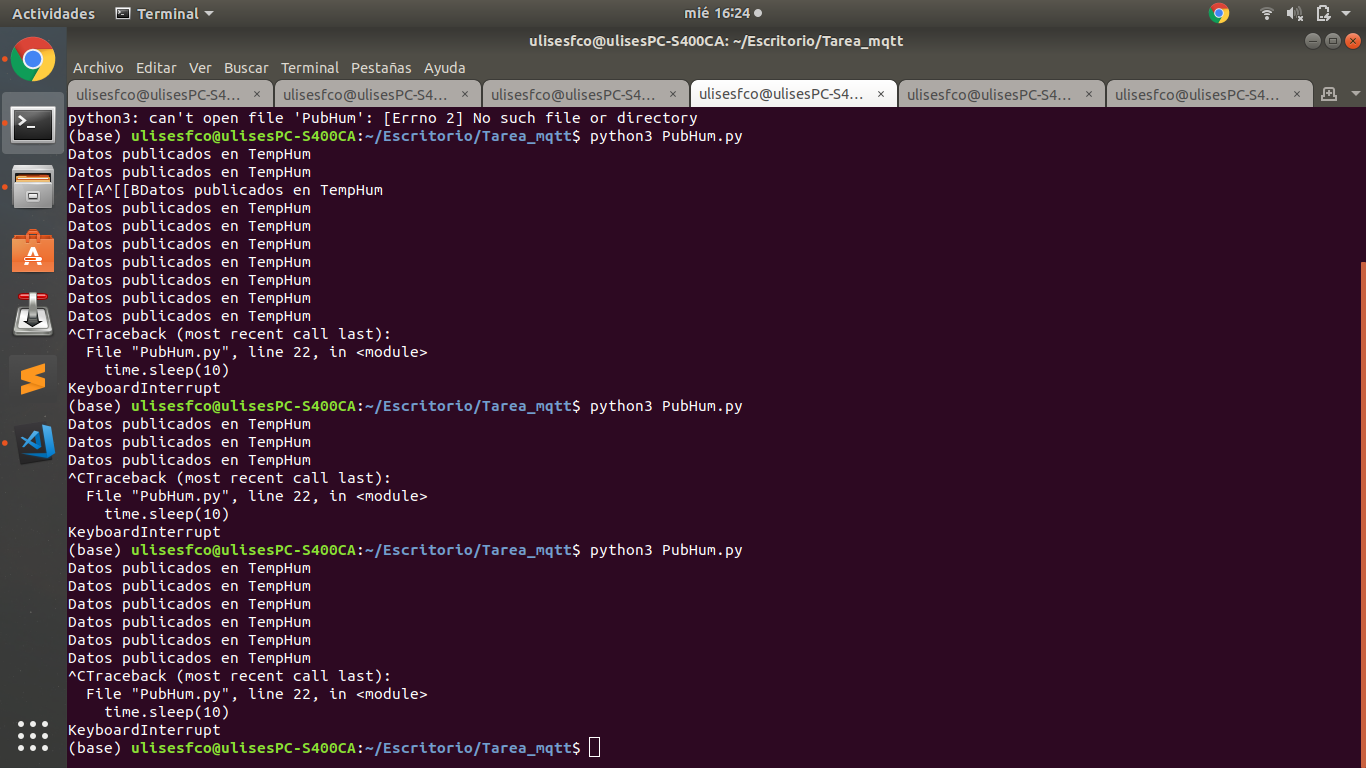 Actividades Terminal mié 16:24
ulisesfco@ulisesPC-S400CA: ~/Escritorio/Tarea_mqtt
Archivo Editar Ver Buscar Terminal Pestañas Ayuda
ulisesfco@ulisesPC-S4... × ulisesfco@ulisesPC-S4... × ulisesfco@ulisesPC-S4... × ulisesfco@ulisesPC-S4... × ulisesfco@ulisesPC-S4... × ulisesfco@ulisesPC-S4... ×
python3: can't open file 'PubHum': [Errno 2] No such file or directory
(base) ulisesfco@ulisesPC-S400CA:~/Escritorio/Tarea_mqtt$ python3 PubHum.py
Datos publicados en TempHum
Datos publicados en TempHum
^[[A^[[BDatos publicados en TempHum
Datos publicados en TempHum
Datos publicados en TempHum
Datos publicados en TempHum
Datos publicados en TempHum
Datos publicados en TempHum
Datos publicados en TempHum
Datos publicados en TempHum
^CTraceback (most recent call last):
  File "PubHum.py", line 22, in <module>
    time.sleep(10)
KeyboardInterrupt
(base) ulisesfco@ulisesPC-S400CA:~/Escritorio/Tarea_mqtt$ python3 PubHum.py
Datos publicados en TempHum
Datos publicados en TempHum
Datos publicados en TempHum
^CTraceback (most recent call last):
  File "PubHum.py", line 22, in <module>
    time.sleep(10)
KeyboardInterrupt
(base) ulisesfco@ulisesPC-S400CA:~/Escritorio/Tarea_mqtt$ python3 PubHum.py
Datos publicados en TempHum
Datos publicados en TempHum
Datos publicados en TempHum
Datos publicados en TempHum
Datos publicados en TempHum
Datos publicados en TempHum
^CTraceback (most recent call last):
  File "PubHum.py", line 22, in <module>
    time.sleep(10)
KeyboardInterrupt
(base) ulisesfco@ulisesPC-S400CA:~/Escritorio/Tarea_mqtt$